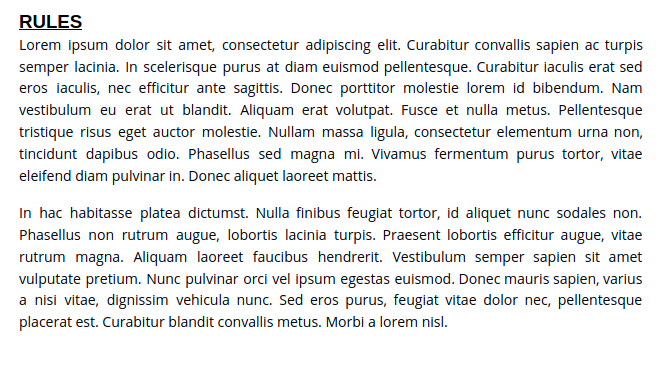 RULES
Lorem ipsum dolor sit amet, consectetur adipiscing elit. Curabitur convallis sapien ac turpis
semper lacinia. In scelerisque purus at diam euismod pellentesque. Curabitur iaculis erat sed
eros iaculis, nec efficitur ante sagittis. Donec porttitor molestie lorem id bibendum. Nam
vestibulum eu erat ut blandit. Aliquam erat volutpat. Fusce et nulla metus. Pellentesque
tristique risus eget auctor molestie. Nullam massa ligula, consectetur elementum urna non,
tincidunt dapibus odio. Phasellus sed magna mi. Vivamus fermentum purus tortor, vitae
eleifend diam pulvinar in. Donec aliquet laoreet mattis.
In hac habitasse platea dictumst. Nulla finibus feugiat tortor, id aliquet nunc sodales non.
Phasellus non rutrum augue, lobortis lacinia turpis. Praesent lobortis efficitur augue, vitae
rutrum magna. Aliquam laoreet faucibus hendrerit. Vestibulum semper sapien sit amet
vulputate pretium. Nunc pulvinar orci vel ipsum egestas euismod. Donec mauris sapien, varius
a nisi vitae, dignissim vehicula nunc. Sed eros purus, feugiat vitae dolor nec, pellentesque
placerat est. Curabitur blandit convallis metus. Morbi a lorem nisl.